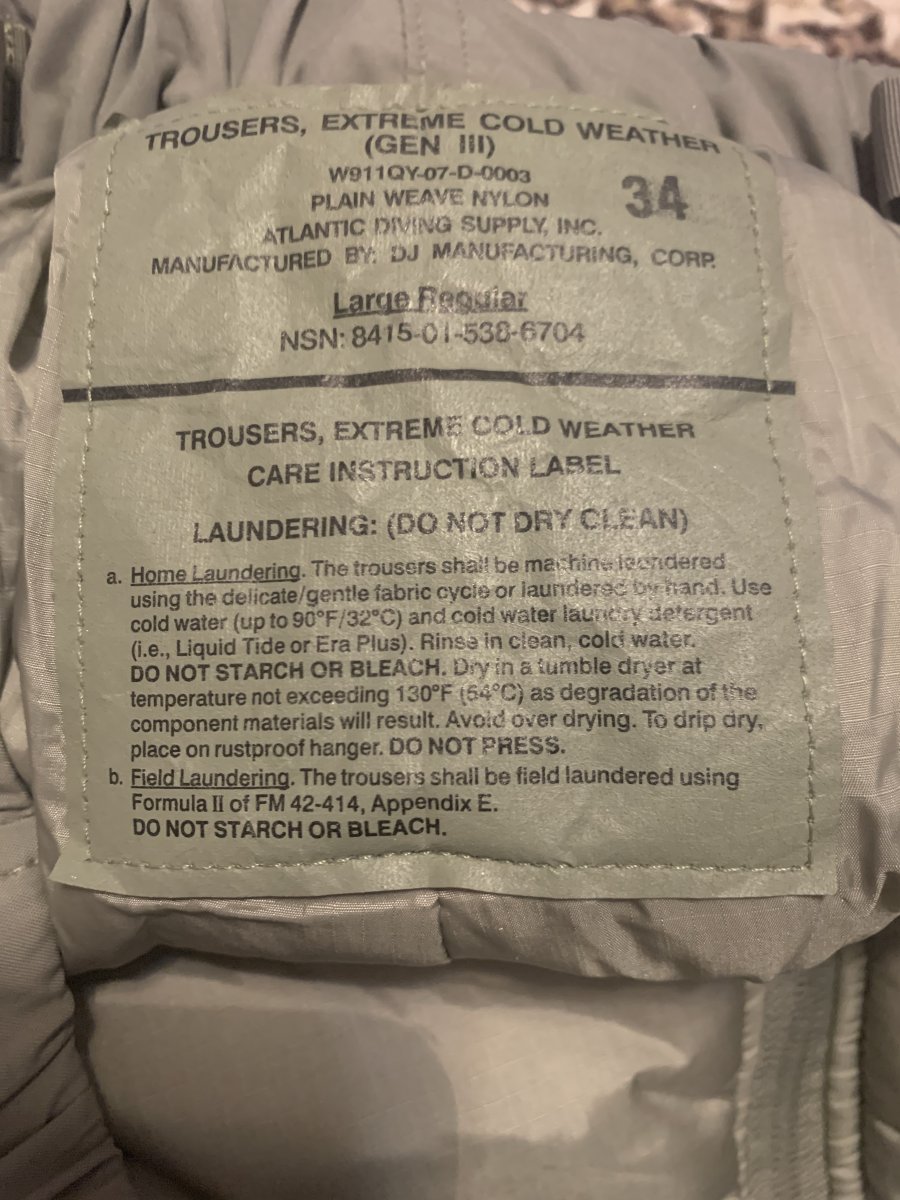 TROUSERS, EXTREME COLD WEATHER
(GEN III)
W911QY-07-D-0003
PLAIN WEAVE NYLON
34
ATLANTIC DIVING SUPPLY, INC.
MANUFACTURED BY: DJ MANUFACTURING, CORP.
Large Regular
NSN: 8415-01-538-6704
TROUSERS, EXTREME COLD WEATHER
CARE INSTRUCTION LABEL
LAUNDERING: (DO NOT DRY CLEAN)
a. Home Laundering. The trousers shall be machine laundered
using the delicate/gentle fabric cycle or laundered by hand. Use
cold water (up to 90°F/32°C) and cold water laundry detergent
(i.e., Liquid Tide or Era Plus). Rinse in clean, cold water.
DO NOT STARCH OR BLEACH. Dry in a tumble dryer at
temperature not exceeding 130°F (54°C) as degradation of the
component materials will result. Avoid over drying. To drip dry,
place on rustproof hanger. DO NOT PRESS.
b. Field Laundering. The trousers shall be field laundered using
Formula II of FM 42-414, Appendix E.
DO NOT STARCH OR BLEACH.